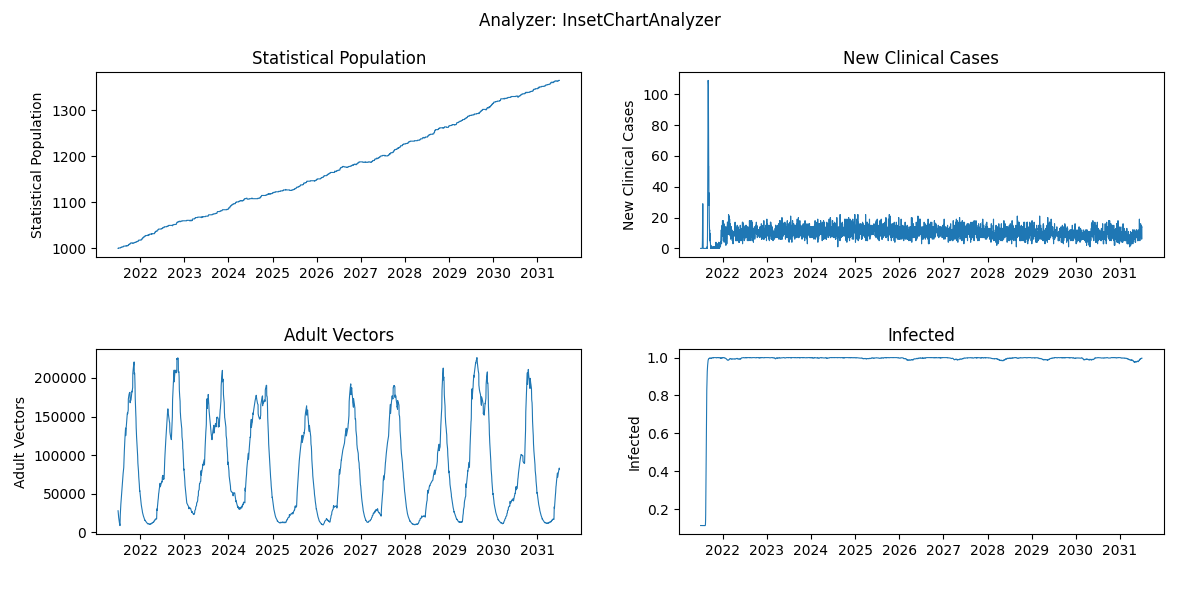 Analyzer: InsetChartAnalyzer
Statistical Population
New Clinical Cases
Statistical Population
1300
1200
1100
1000
2022 2023 2024 2025 2026 2027 2028 2029 2030 2031
New Clinical Cases
100
80
60
40
20
0
2022 2023 2024 2025 2026 2027 2028 2029 2030 2031
Adult Vectors
Infected
Adult Vectors
200000
150000
100000
50000
0
2022 2023 2024 2025 2026 2027 2028 2029 2030 2031
Infected
1.0
0.8
0.6
0.4
0.2
2022 2023 2024 2025 2026 2027 2028 2029 2030 2031